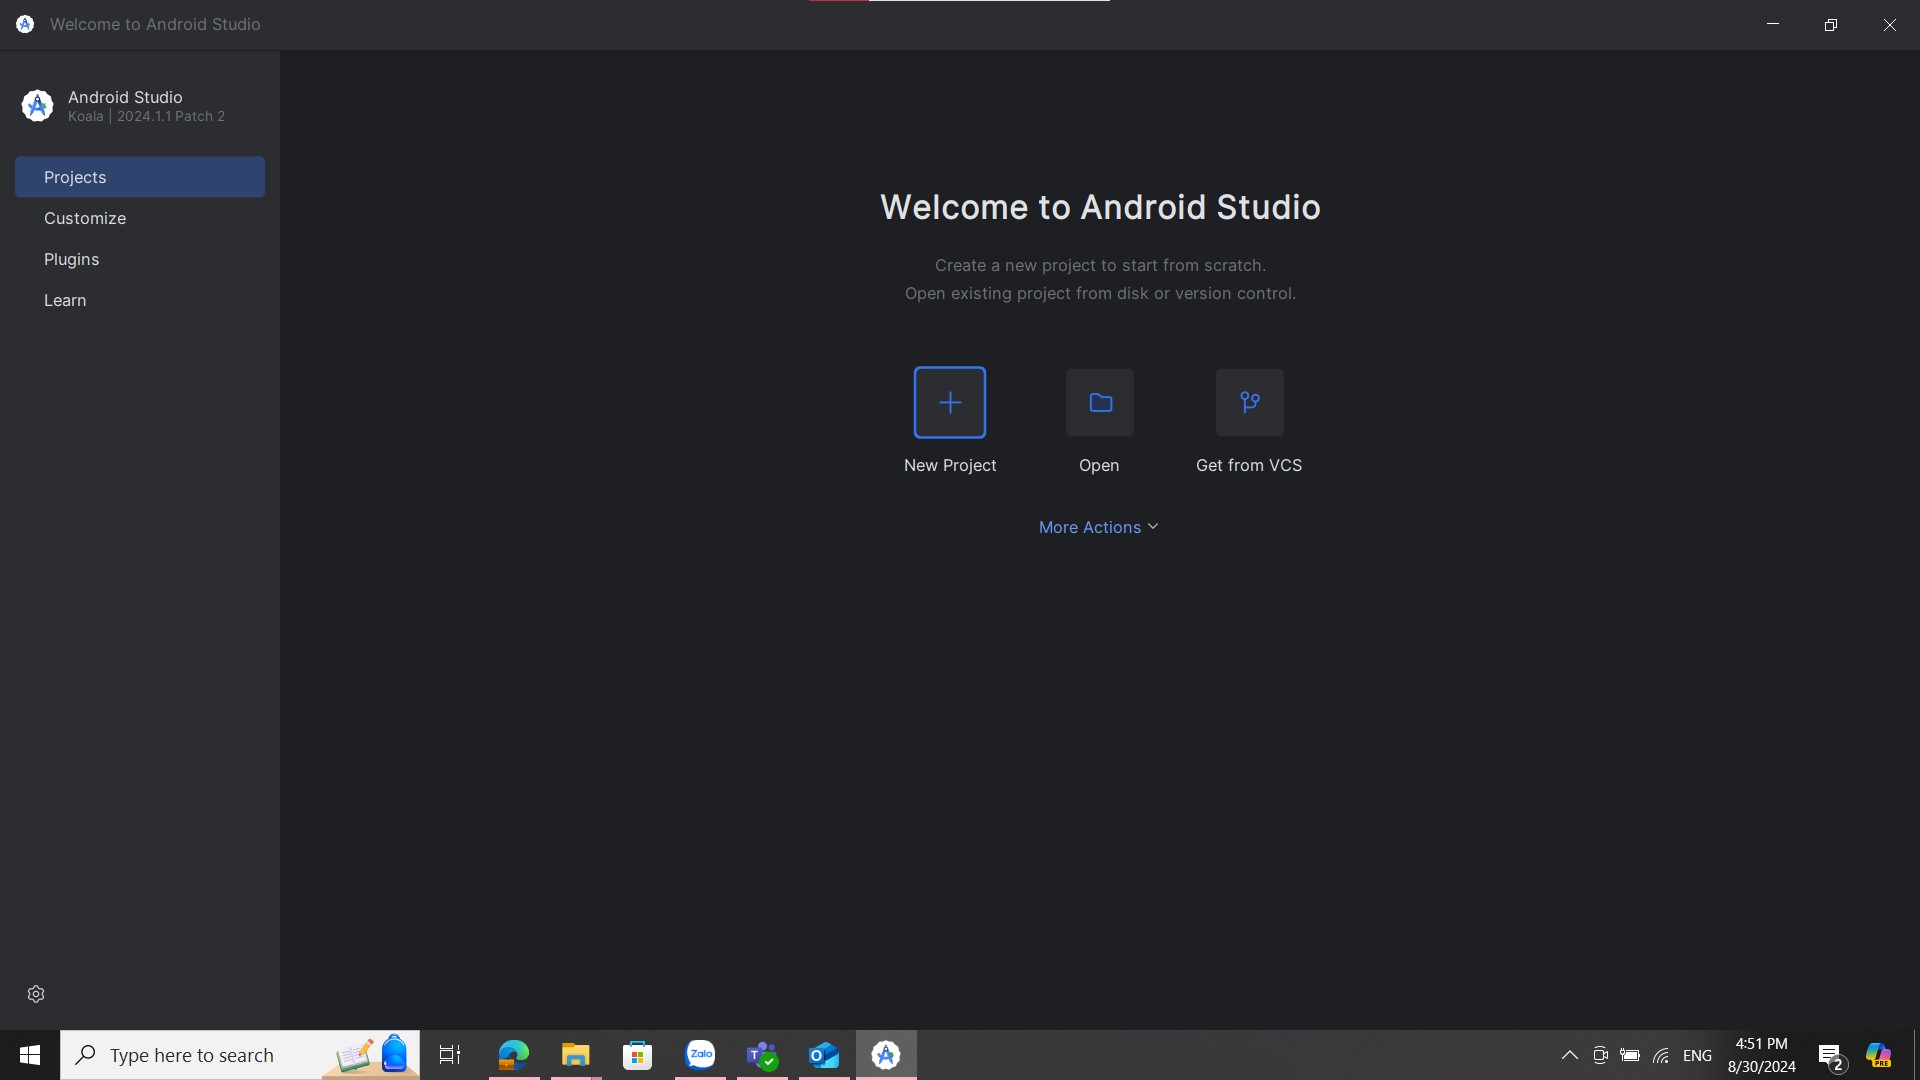 Welcome to Android Studio
Android Studio
Koala | 2024.1.1 Patch 2
Projects
Customize
Plugins
Learn
Welcome to Android Studio
Create a new project to start from scratch.
Open existing project from disk or version control.
New Project
Open
Get from VCS
More Actions
Type here to search
Zalo
T
O
ENG
4:51 PM
8/30/2024
2
PRE